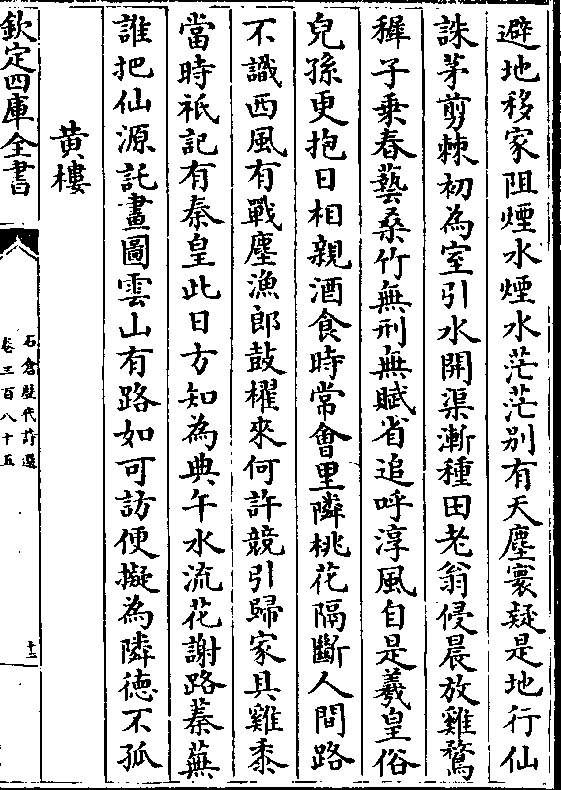 避地移家阻煙水煙水茫茫别有天塵寰疑是地行仙
誅茅剪棘初為室引水開渠漸種田老翁侵晨放雞鶩
穉子乗春藝桑竹無刑無賦省追呼淳風自是羲皇俗
兒孫更抱日相親酒食時常㑹里隣桃花隔斷人間路
不識西風有戰塵漁郎鼓櫂來何許競引歸家具雞黍
當時祗記有秦皇此日方知為典午水流花謝路蓁蕪
誰把仙源託畫圖雲山有路如可訪便擬為隣德不孤
黄樓
欽定四庫全書
石倉歴代詩選
卷三百八十五
十二